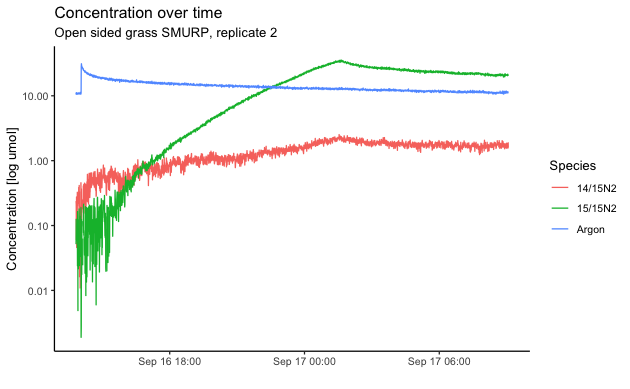 Concentration over time
Open sided grass SMURP, replicate 2
Concentration [log umol]
10.00
1.00
0.10
0.01
Sep 16 18:00
Sep 17 00:00
Sep 17 06:00
Species
14/15N2
15/15N2
Argon